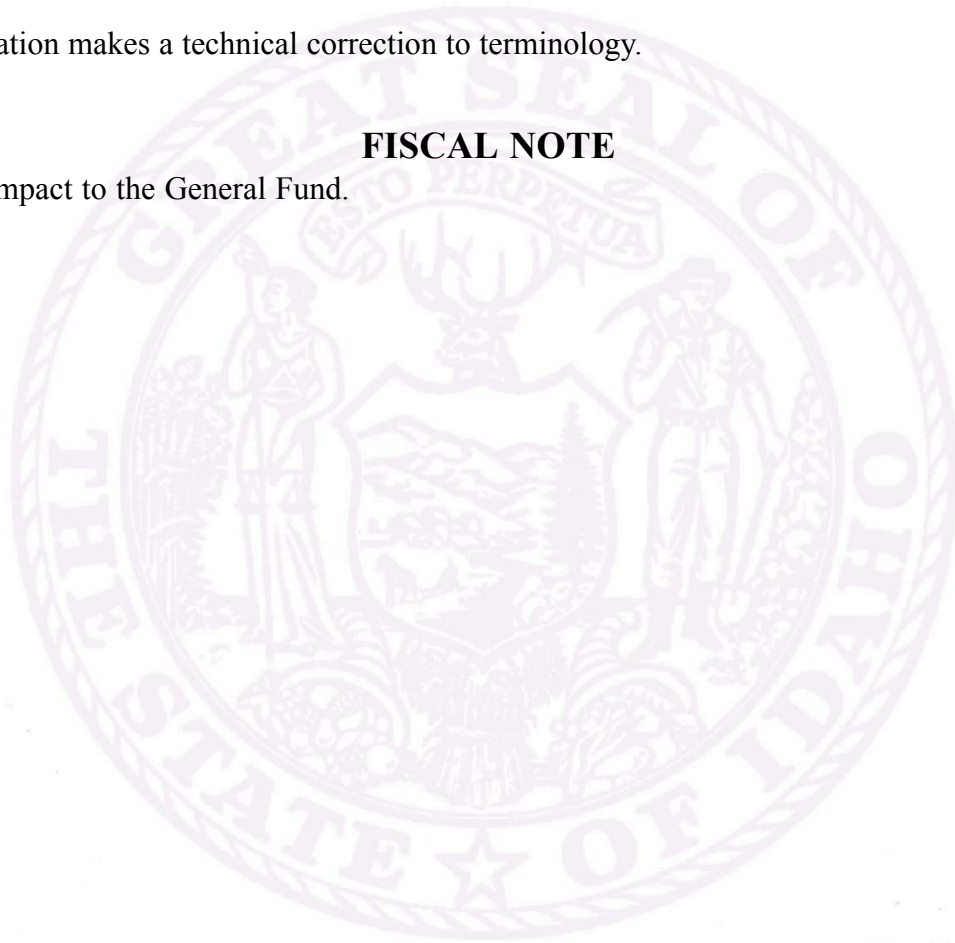 ation makes a technical correction to terminology.
FISCAL NOTE
mpact to the General Fund.
GREAT SEAL OF
ESTO PERPETUA
THE STATE OF IDAHO